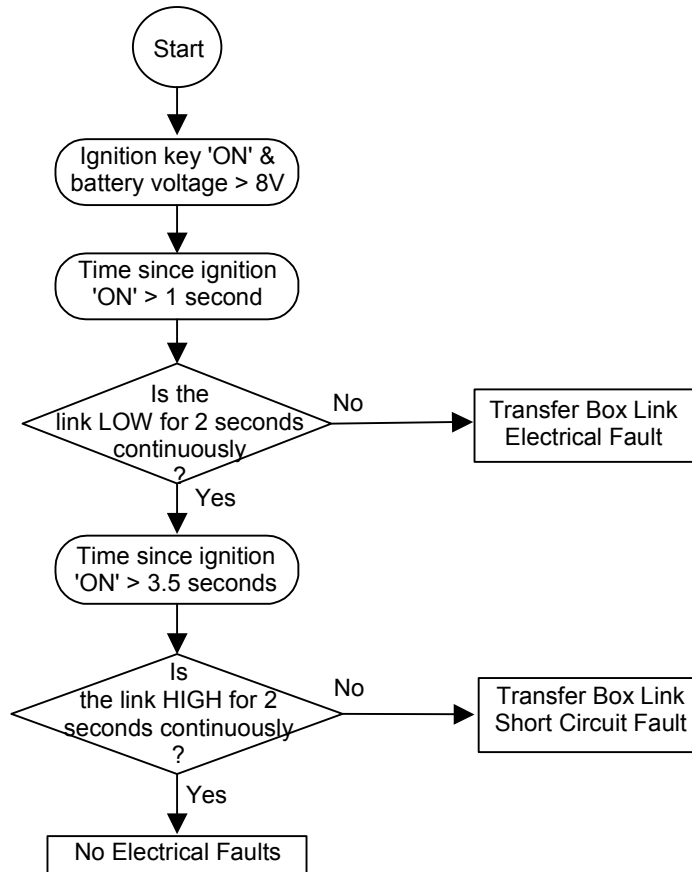 Start
Ignition key 'ON' &
battery voltage > 8V
Time since ignition
'ON' > 1 second
Is the
link LOW for 2 seconds
continuously
?
No
Transfer Box Link
Electrical Fault
Yes
Time since ignition
'ON' > 3.5 seconds
Is
the link HIGH for 2
seconds continuously
?
No
Transfer Box Link
Short Circuit Fault
Yes
No Electrical Faults